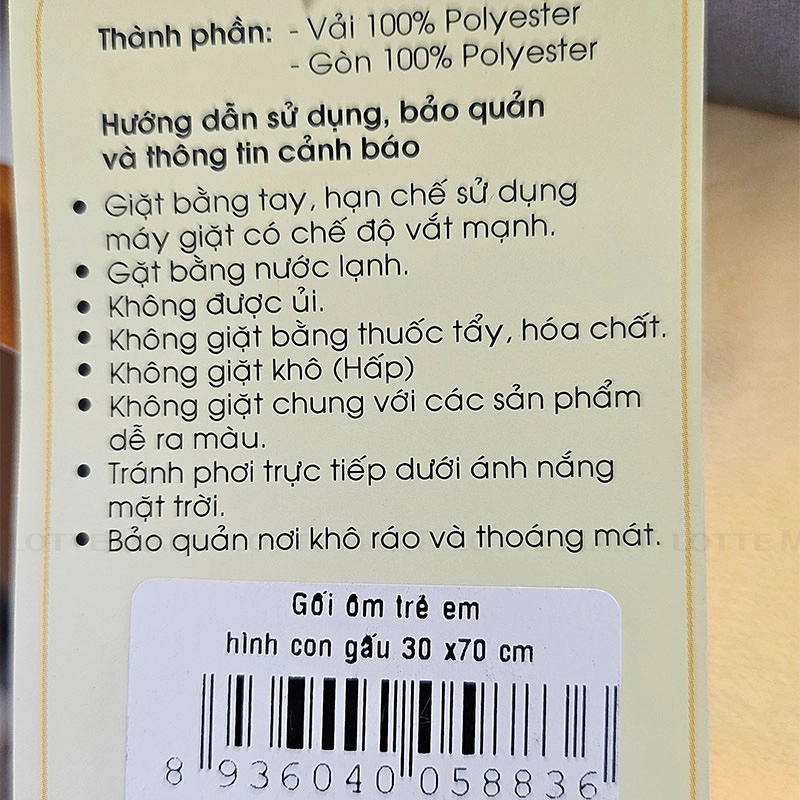 Thành phần: - Vải 100% Polyester
- Gòn 100% Polyester
Hướng dẫn sử dụng, bảo quản
và thông tin cảnh báo
• Giặt bằng tay, hạn chế sử dụng
máy giặt có chế độ vắt mạnh.
• Gặt bằng nước lạnh.
• Không được ủi.
• Không giặt bằng thuốc tẩy, hóa chất.
• Không giặt khô (Hấp)
• Không giặt chung với các sản phẩm
dễ ra màu.
• Tránh phơi trực tiếp dưới ánh nắng
mặt trời.
• Bảo quản nơi khô ráo và thoáng mát.
LOTTE M
Gối ôm trẻ em
hình con gấu 30 x70 cm
8 936040 058836